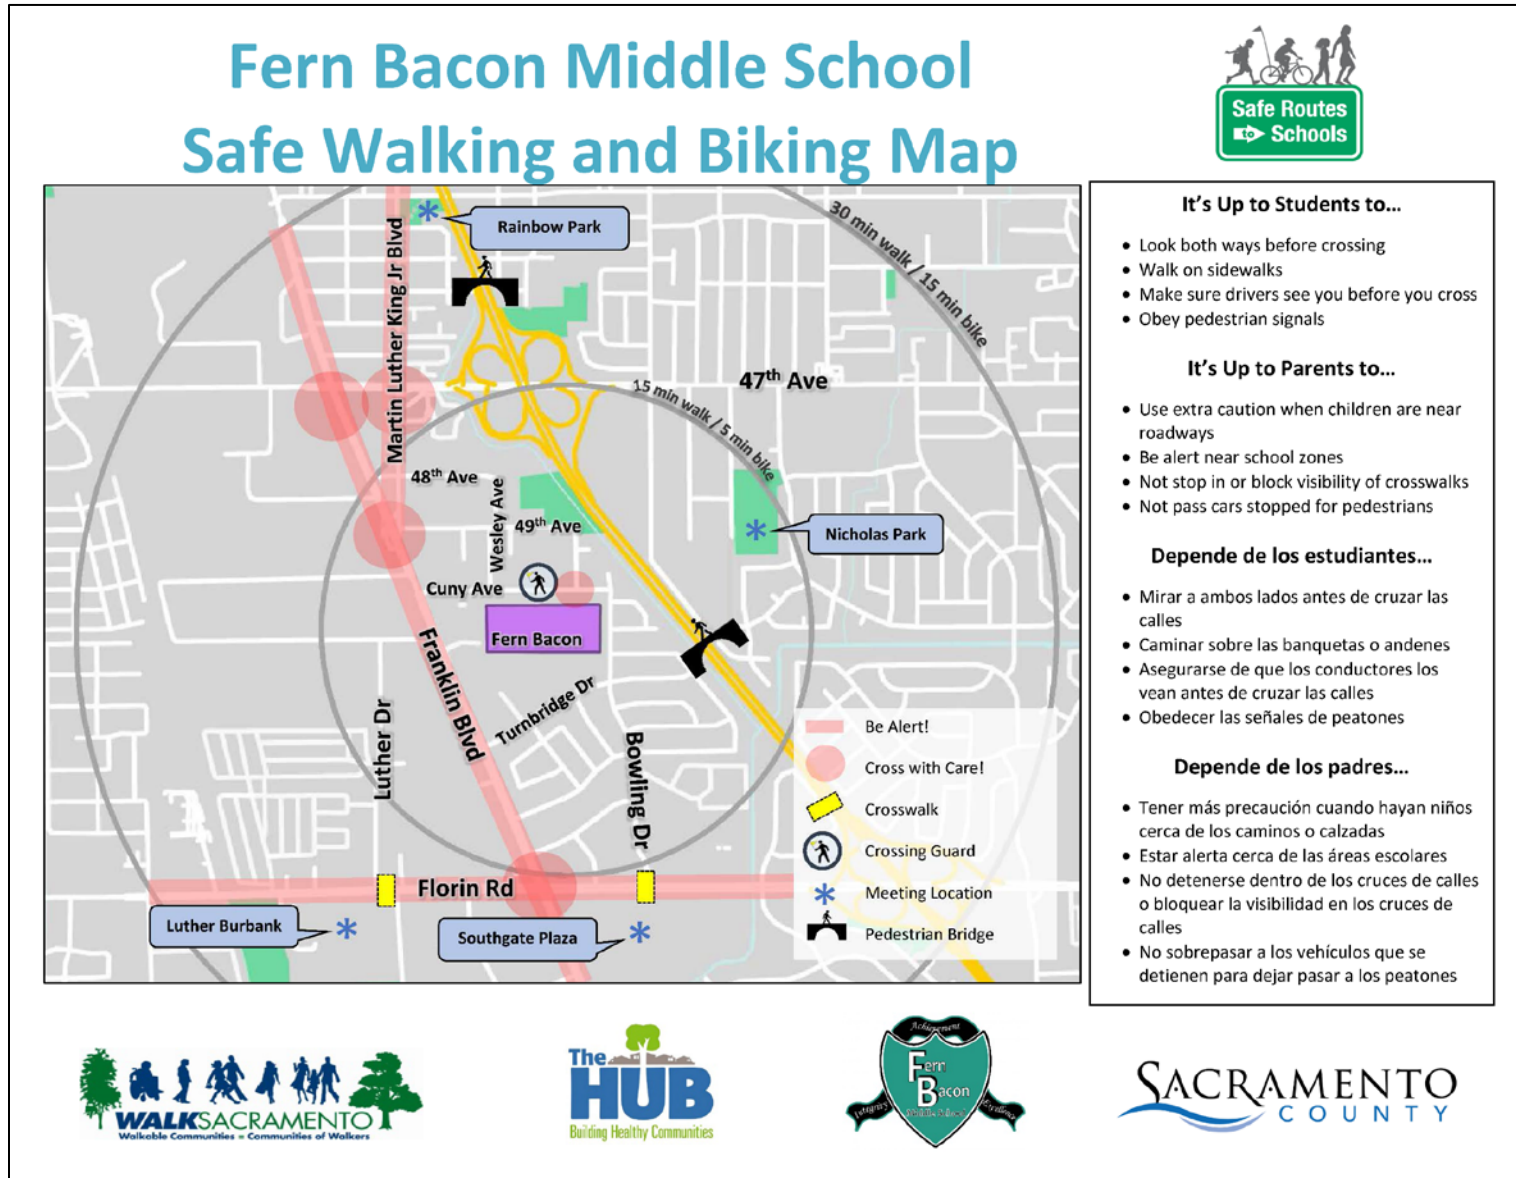 Fern Bacon Middle School
Safe Walking and Biking Map
Safe Routes
to Schools
Rainbow Park
Martin Luther King Jr Blvd
30 min walk / 15 min bike
47th Ave
15 min walk / 5 min bike
48th Ave
Wesley Ave
49th Ave
Nicholas Park
Cuny Ave
Fern Bacon
Franklin Blvd
Turnbridge Dr
Luther Dr
Bowling Dr
Florin Rd
Luther Burbank
Southgate Plaza
Be Alert!
Cross with Care!
Crosswalk
Crossing Guard
Meeting Location
Pedestrian Bridge
It's Up to Students to...
• Look both ways before crossing
• Walk on sidewalks
• Make sure drivers see you before you cross
• Obey pedestrian signals
It's Up to Parents to...
• Use extra caution when children are near
roadways
• Be alert near school zones
• Not stop in or block visibility of crosswalks
• Not pass cars stopped for pedestrians
Depende de los estudiantes...
• Mirar a ambos lados antes de cruzar las
calles
• Caminar sobre las banquetas o andenes
• Asegurarse de que los conductores los
vean antes de cruzar las calles
• Obedecer las señales de peatones
Depende de los padres...
• Tener más precaución cuando hayan niños
cerca de los caminos o calzadas
• Estar alerta cerca de las áreas escolares
• No detenerse dentro de los cruces de calles
o bloquear la visibilidad en los cruces de
calles
• No sobrepasar a los vehículos que se
detienen para dejar pasar a los peatones
WALKSACRAMENTO
Walkable Communities = Communities of Walkers
The
HUB
Building Healthy Communities
Achievement
Fern
Bacon
Middle School
Integrity
Excellence
SACRAMENTO
COUNTY